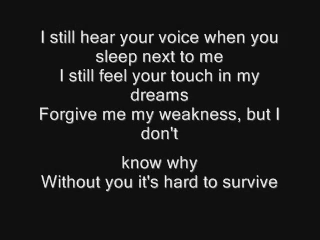 I still hear your voice when you
sleep next to me
I still feel your touch in my
dreams
Forgive me my weakness, but I
don't
know why
Without you it's hard to survive